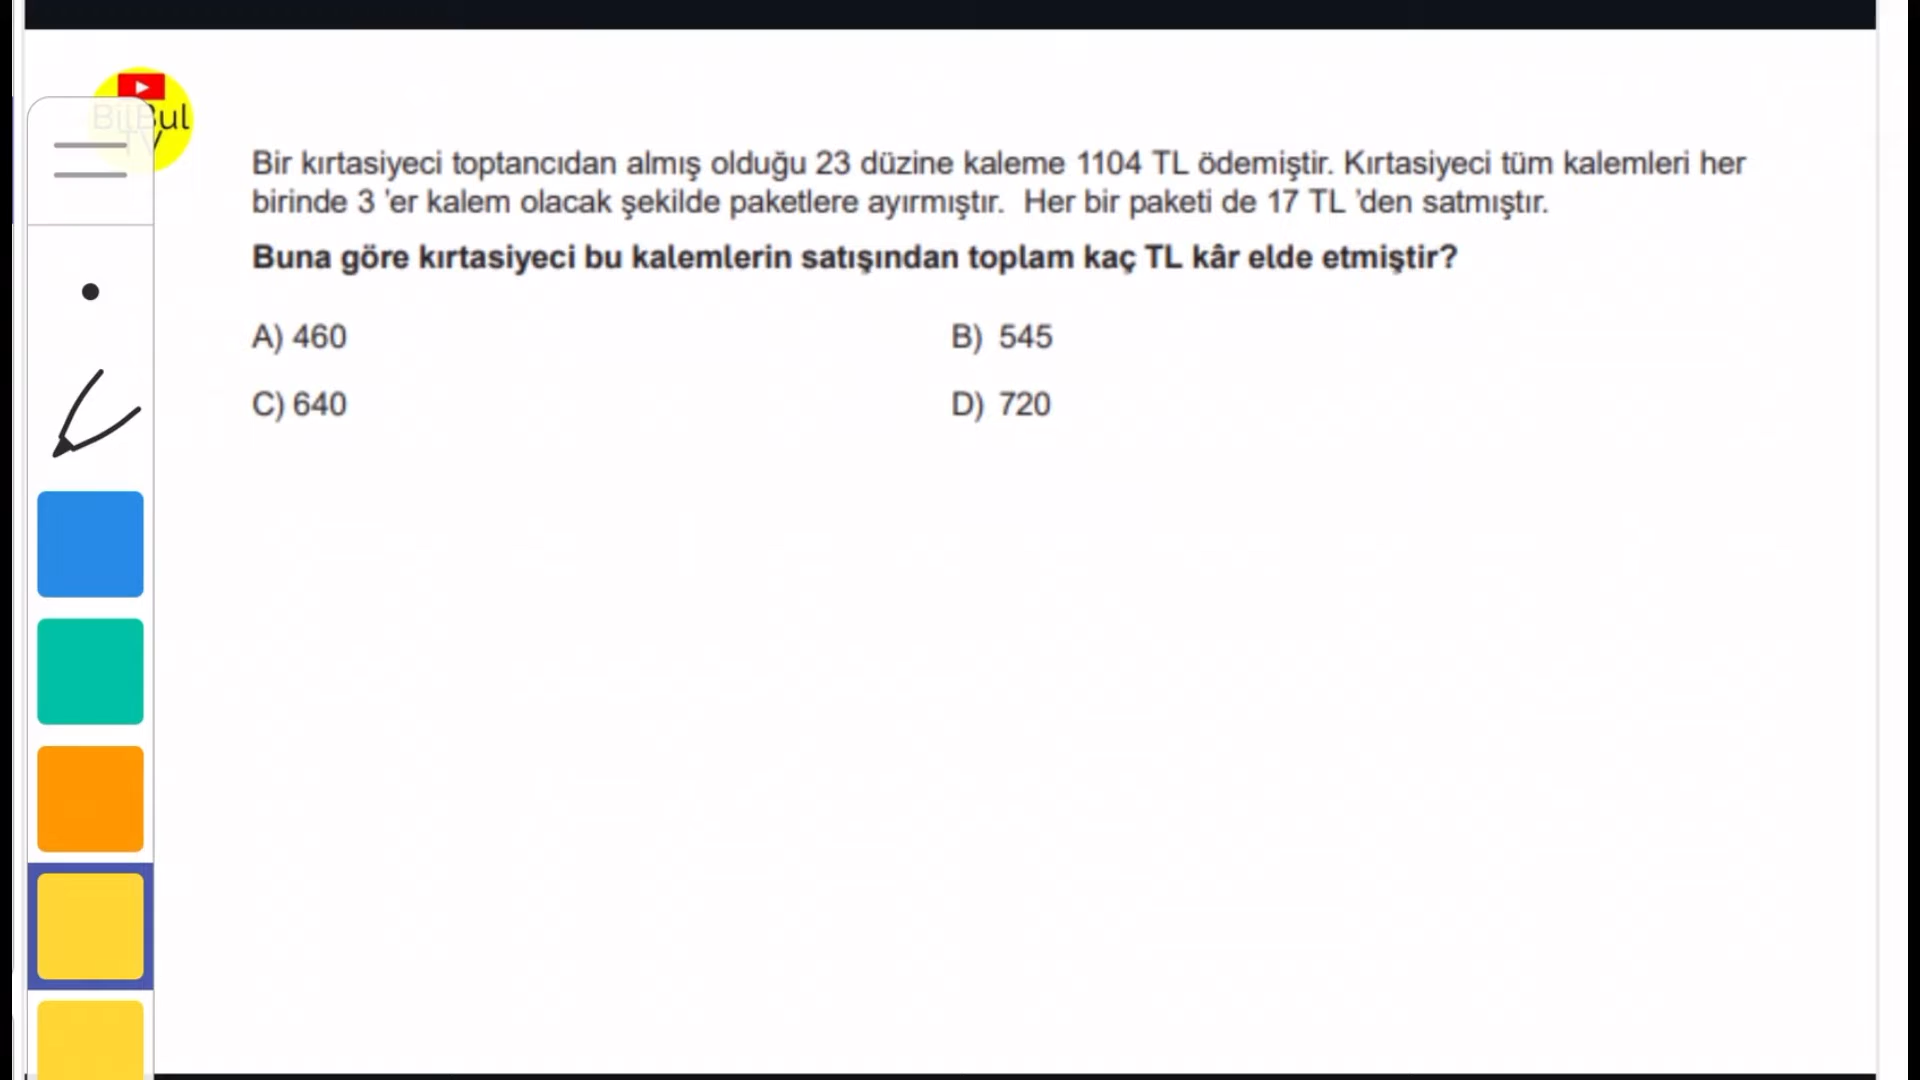 BilBul
TV
Bir kırtasiyeci toptancıdan almış olduğu 23 düzine kaleme 1104 TL ödemiştir. Kırtasiyeci tüm kalemleri her
birinde 3 'er kalem olacak şekilde paketlere ayırmıştır. Her bir paketi de 17 TL 'den satmıştır.
Buna göre kırtasiyeci bu kalemlerin satışından toplam kaç TL kâr elde etmiştir?
A) 460
B) 545
C) 640
D) 720